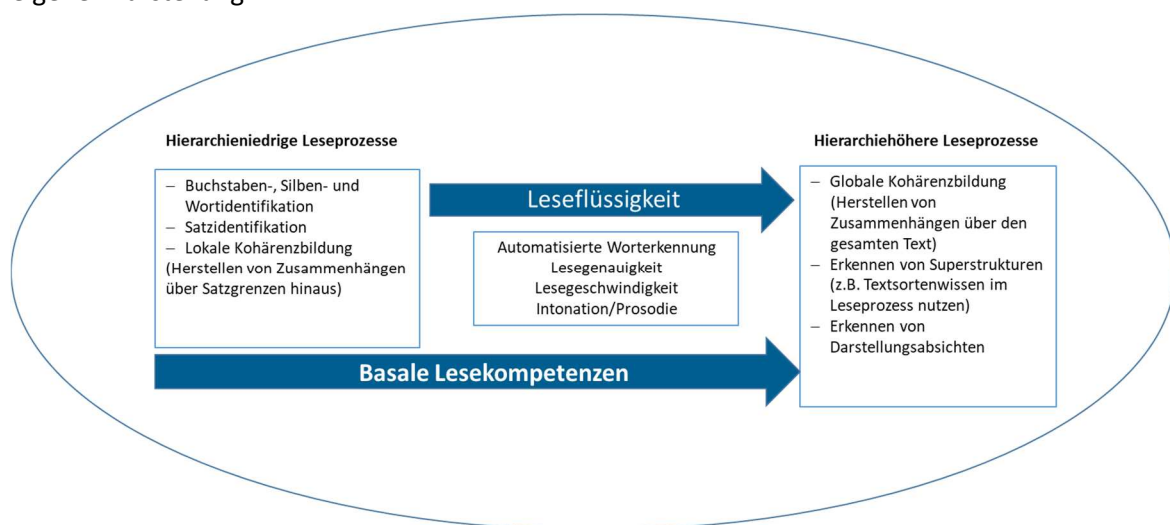 Hierarchieniedrige Leseprozesse
– Buchstaben-, Silben- und
Wortidentifikation
– Satzidentifikation
– Lokale Kohärenzbildung
(Herstellen von Zusammenhängen
über Satzgrenzen hinaus)
Leseflüssigkeit
Automatisierte Worterkennung
Lesegenauigkeit
Lesegeschwindigkeit
Intonation/Prosodie
Basale Lesekompetenzen
Hierarchiehöhere Leseprozesse
– Globale Kohärenzbildung
(Herstellen von
Zusammenhängen über den
gesamten Text)
– Erkennen von Superstrukturen
(z.B. Textsortenwissen im
Leseprozess nutzen)
– Erkennen von
Darstellungsabsichten